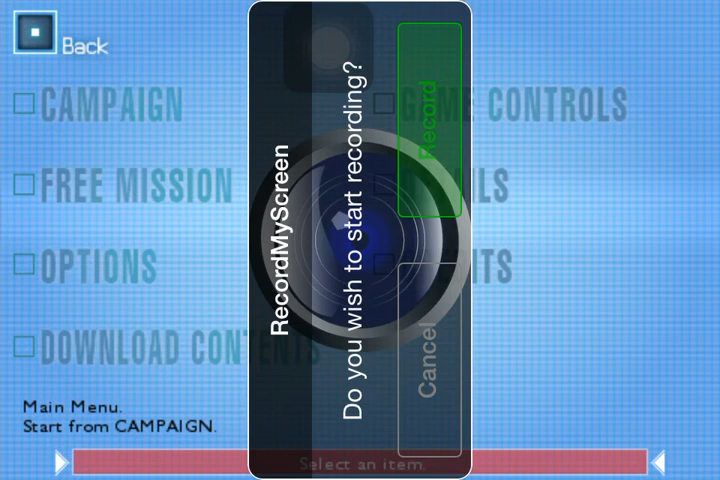 Back
CAMPAIGN
GAME CONTROLS
FREE MISSION
OPTIONS
DOWNLOAD CONTENTS
Main Menu.
Start from CAMPAIGN.
Select an item.
RecordMyScreen
Do you wish to start recording?
Record
Cancel